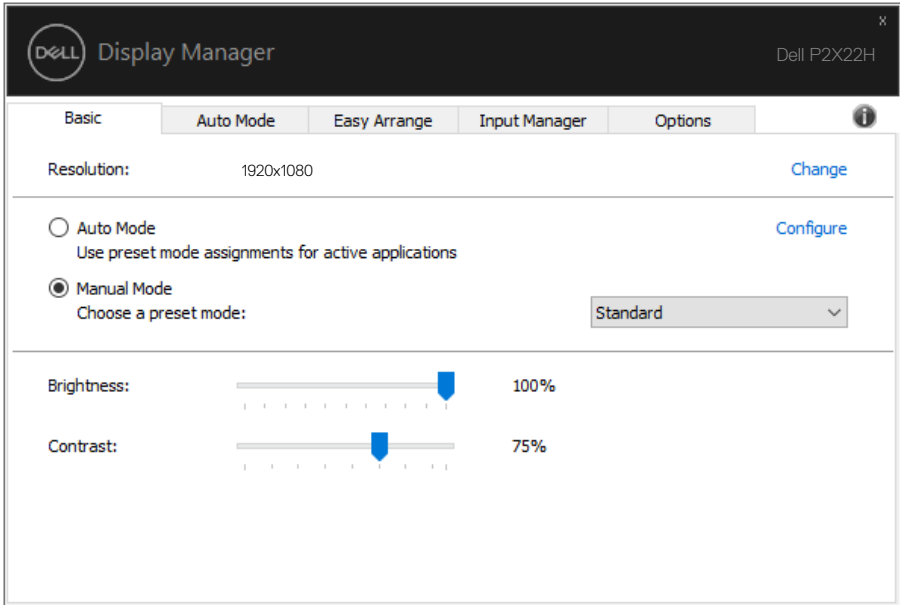 x
DELL Display Manager
Dell P2X22H
Basic Auto Mode Easy Arrange Input Manager Options i
Resolution: 1920x1080 Change
Auto Mode Configure
Use preset mode assignments for active applications
Manual Mode
Choose a preset mode: Standard
Brightness: 100%
Contrast: 75%